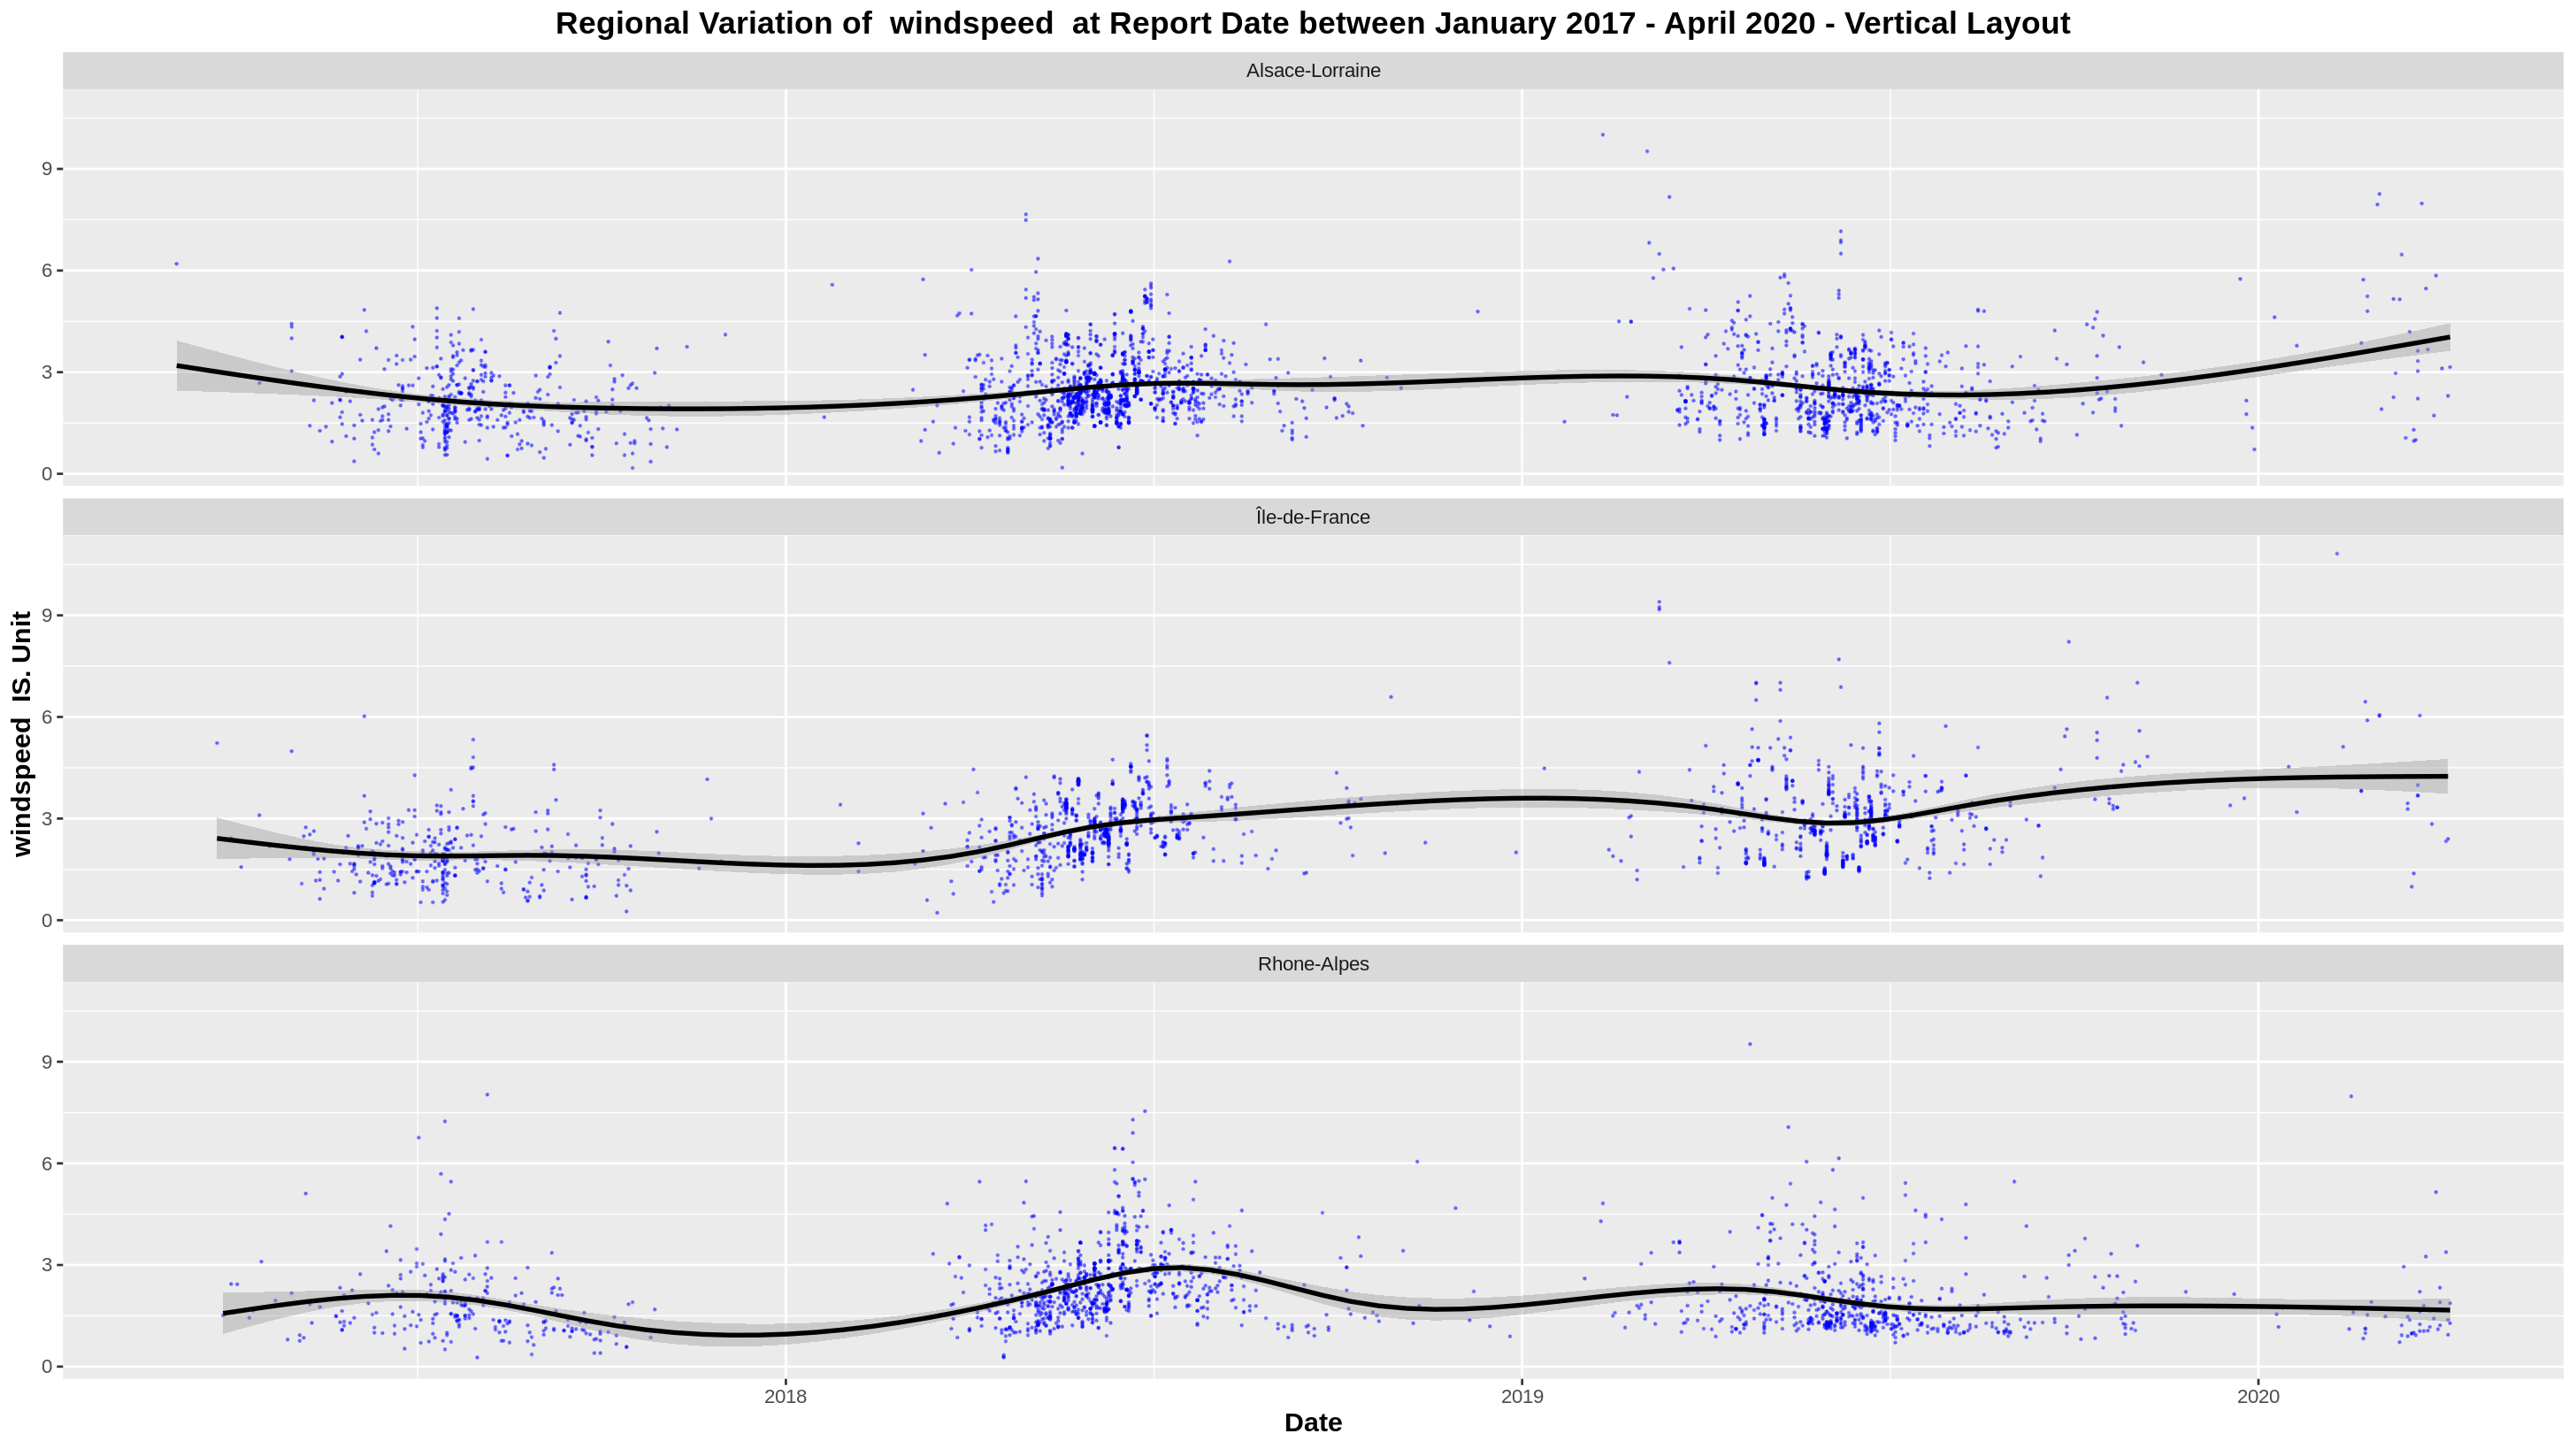 Regional Variation of  windspeed  at Report Date between January 2017 - April 2020 - Vertical Layout
Alsace-Lorraine
9
6
3
0
Île-de-France
windspeed  IS. Unit
9
6
3
0
Rhone-Alpes
9
6
3
0
2018
2019
2020
Date